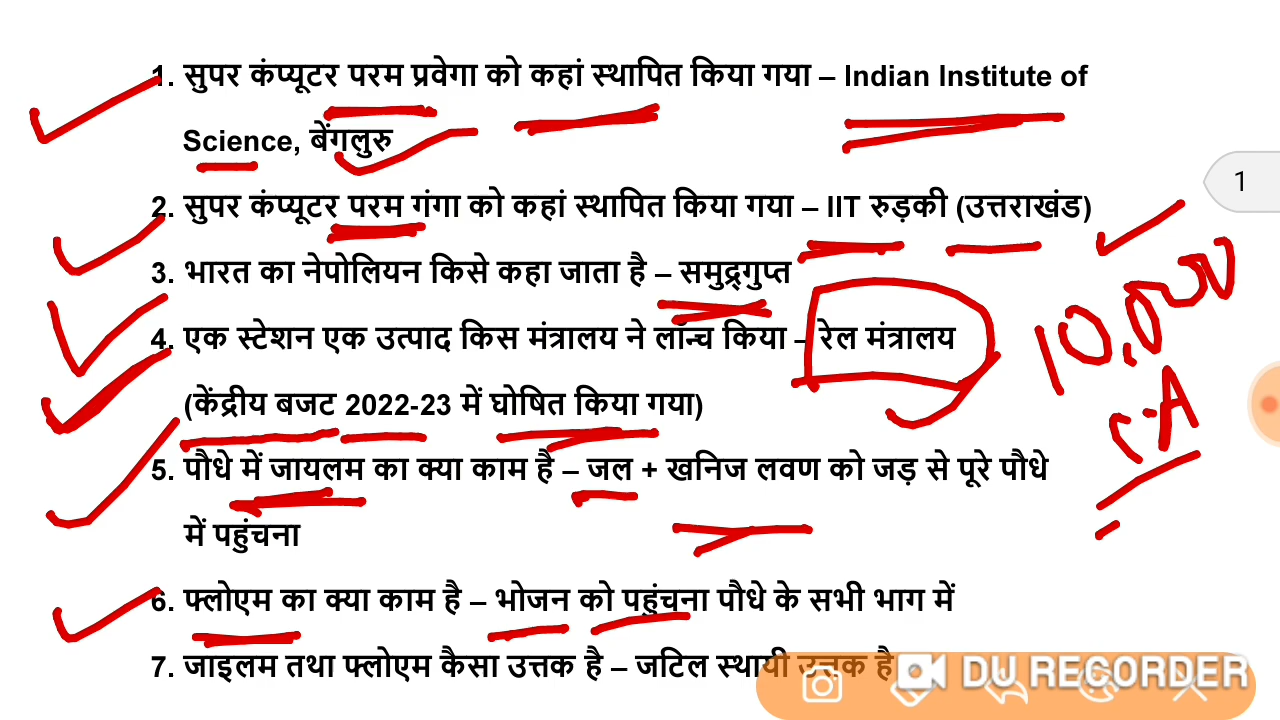 1. सुपर कंप्यूटर परम प्रवेगा को कहां स्थापित किया गया – Indian Institute of
Science, बेंगलुरु
2. सुपर कंप्यूटर परम गंगा को कहां स्थापित किया गया – IIT रुड़की (उत्तराखंड)
3. भारत का नेपोलियन किसे कहा जाता है – समुद्रगुप्त
4. एक स्टेशन एक उत्पाद किस मंत्रालय ने लॉन्च किया – रेल मंत्रालय
(केंद्रीय बजट 2022-23 में घोषित किया गया)
5. पौधे में जायलम का क्या काम है – जल + खनिज लवण को जड़ से पूरे पौधे
में पहुंचना
6. फ्लोएम का क्या काम है – भोजन को पहुंचना पौधे के सभी भाग में
7. जाइलम तथा फ्लोएम कैसा उत्तक है – जटिल स्थायी उत्तक है
1
10,000
C-A
DU RECORDER